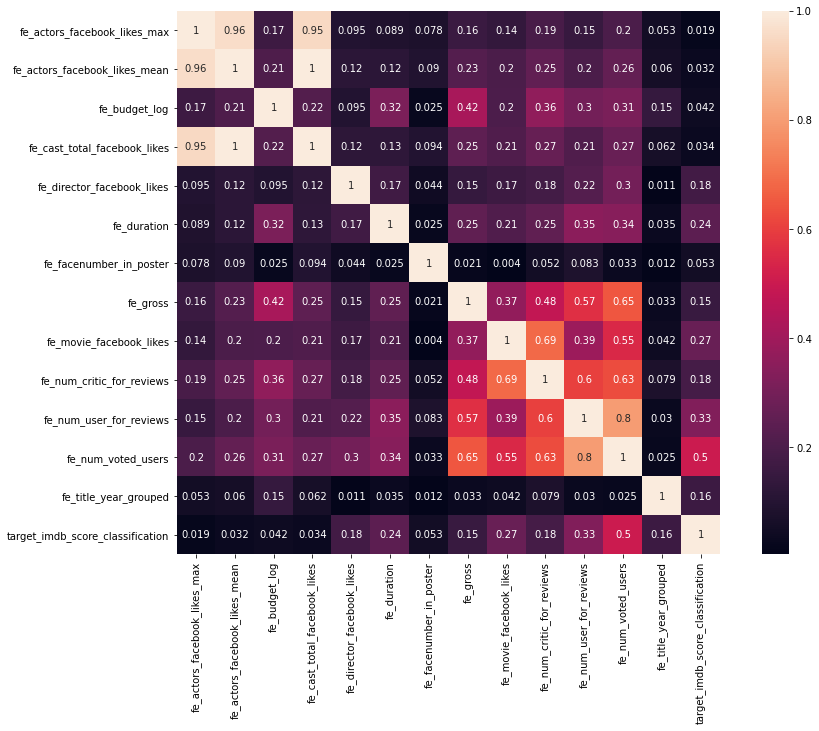 fe_actors_facebook_likes_max 1 0.96 0.17 0.95 0.095 0.089 0.078 0.16 0.14 0.19 0.15 0.2 0.053 0.019
fe_actors_facebook_likes_mean 0.96 1 0.21 1 0.12 0.12 0.09 0.23 0.2 0.25 0.2 0.26 0.06 0.032
fe_budget_log 0.17 0.21 1 0.22 0.095 0.32 0.025 0.42 0.2 0.36 0.3 0.31 0.15 0.042
fe_cast_total_facebook_likes 0.95 1 0.22 1 0.12 0.13 0.094 0.25 0.21 0.27 0.21 0.27 0.062 0.034
fe_director_facebook_likes 0.095 0.12 0.095 0.12 1 0.17 0.044 0.15 0.17 0.18 0.22 0.3 0.011 0.18
fe_duration 0.089 0.12 0.32 0.13 0.17 1 0.025 0.25 0.21 0.25 0.35 0.34 0.035 0.24
fe_facenumber_in_poster 0.078 0.09 0.025 0.094 0.044 0.025 1 0.021 0.004 0.052 0.083 0.033 0.012 0.053
fe_gross 0.16 0.23 0.42 0.25 0.15 0.25 0.021 1 0.37 0.48 0.57 0.65 0.033 0.15
fe_movie_facebook_likes 0.14 0.2 0.2 0.21 0.17 0.21 0.004 0.37 1 0.69 0.39 0.55 0.042 0.27
fe_num_critic_for_reviews 0.19 0.25 0.36 0.27 0.18 0.25 0.052 0.48 0.69 1 0.6 0.63 0.079 0.18
fe_num_user_for_reviews 0.15 0.2 0.3 0.21 0.22 0.35 0.083 0.57 0.39 0.6 1 0.8 0.03 0.33
fe_num_voted_users 0.2 0.26 0.31 0.27 0.3 0.34 0.033 0.65 0.55 0.63 0.8 1 0.025 0.5
fe_title_year_grouped 0.053 0.06 0.15 0.062 0.011 0.035 0.012 0.033 0.042 0.079 0.03 0.025 1 0.16
target_imdb_score_classification 0.019 0.032 0.042 0.034 0.18 0.24 0.053 0.15 0.27 0.18 0.33 0.5 0.16 1
fe_actors_facebook_likes_max
fe_actors_facebook_likes_mean
fe_budget_log
fe_cast_total_facebook_likes
fe_director_facebook_likes
fe_duration
fe_facenumber_in_poster
fe_gross
fe_movie_facebook_likes
fe_num_critic_for_reviews
fe_num_user_for_reviews
fe_num_voted_users
fe_title_year_grouped
target_imdb_score_classification
1.0
0.8
0.6
0.4
0.2